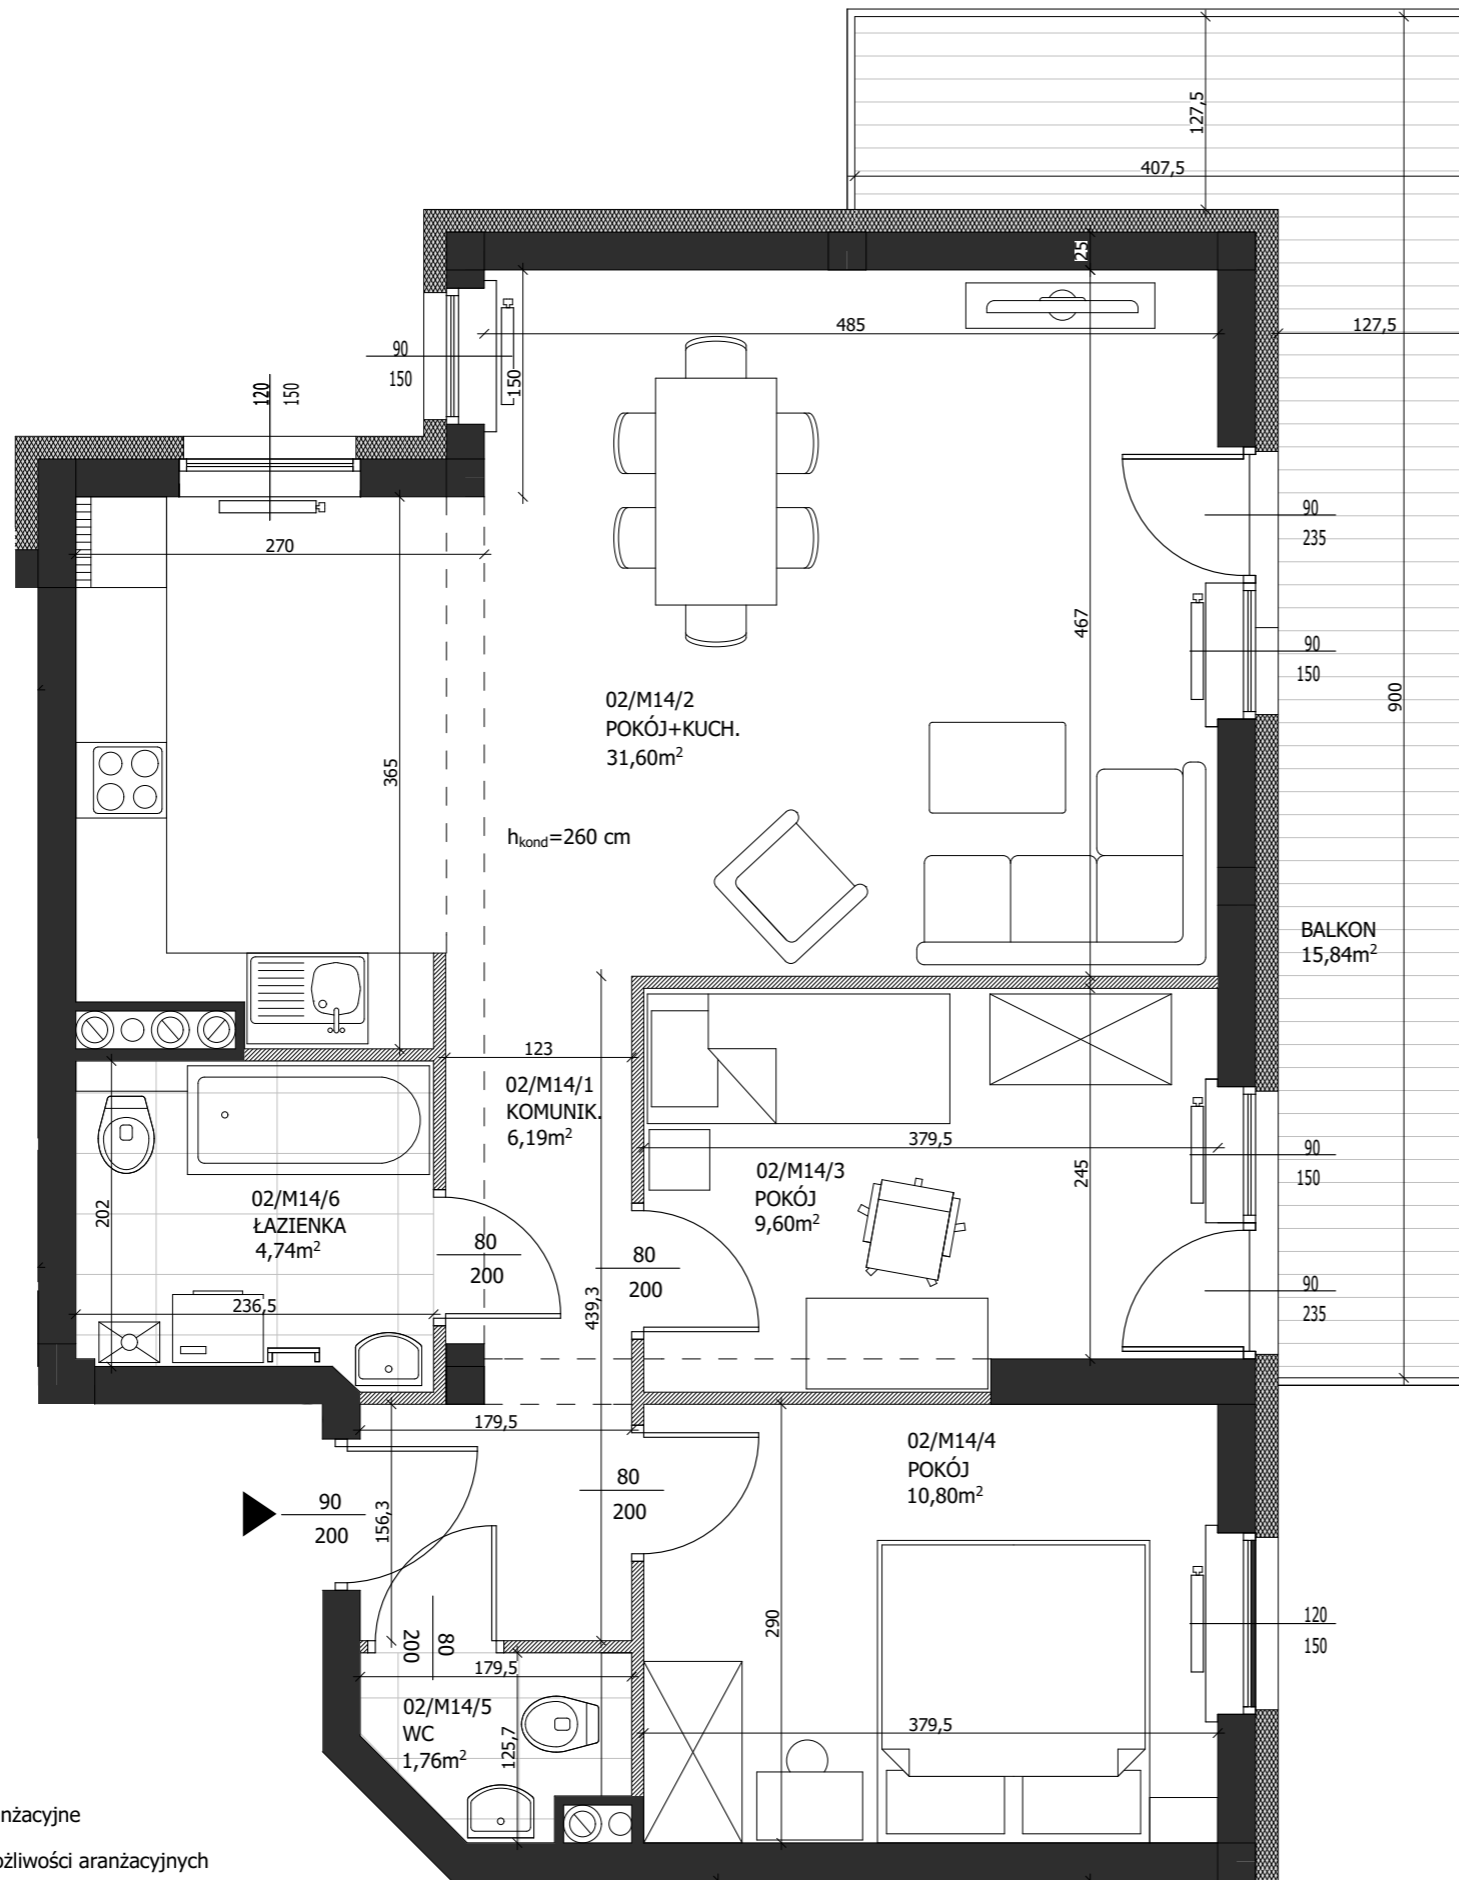 127,5
407,5
25
485
127,5
90
150
150
120
150
270
90
235
467
90
150
900
02/M14/2
POKÓJ+KUCH.
31,60m²
365
hkond=260 cm
BALKON
15,84m²
123
02/M14/1
KOMUNIK.
6,19m²
379,5
245
90
150
02/M14/3
POKÓJ
9,60m²
202
02/M14/6
ŁAZIENKA
4,74m²
80
200
80
200
236,5
439,3
90
235
179,5
02/M14/4
POKÓJ
10,80m²
80
200
90
200
156,3
290
120
150
80
200
179,5
02/M14/5
WC
1,76m²
125,7
379,5
nżacyjne
ożliwości aranżacyjnych